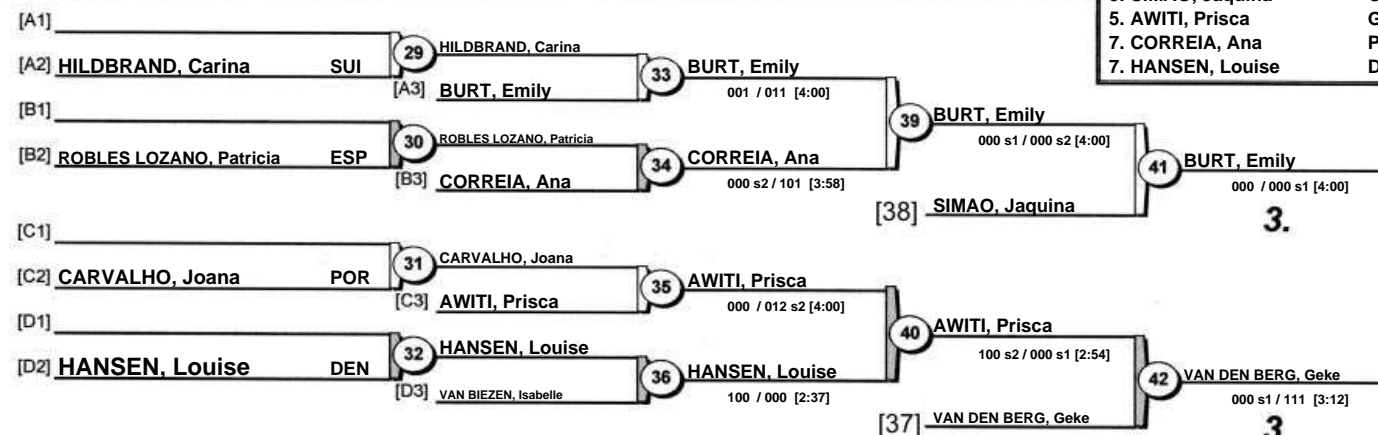 5. AWITI, Prisca G
7. CORREIA, Ana P
7. HANSEN, Louise D
[A1]
[A2] HILDBRAND, Carina SUI
29
HILDBRAND, Carina
[A3] BURT, Emily
33
BURT, Emily
001 / 011 [4:00]
[B1]
[B2] ROBLES LOZANO, Patricia ESP
30
ROBLES LOZANO, Patricia
[B3] CORREIA, Ana
34
CORREIA, Ana
000 s2 / 101 [3:58]
39
BURT, Emily
000 s1 / 000 s2 [4:00]
[38] SIMAO, Jaquina
41
BURT, Emily
000 / 000 s1 [4:00]
3.
[C1]
[C2] CARVALHO, Joana POR
31
CARVALHO, Joana
[C3] AWITI, Prisca
35
AWITI, Prisca
000 / 012 s2 [4:00]
[D1]
[D2] HANSEN, Louise DEN
32
HANSEN, Louise
[D3] VAN BIEZEN, Isabelle
36
HANSEN, Louise
100 / 000 [2:37]
40
AWITI, Prisca
100 s2 / 000 s1 [2:54]
[37] VAN DEN BERG, Geke
42
VAN DEN BERG, Geke
000 s1 / 111 [3:12]
3